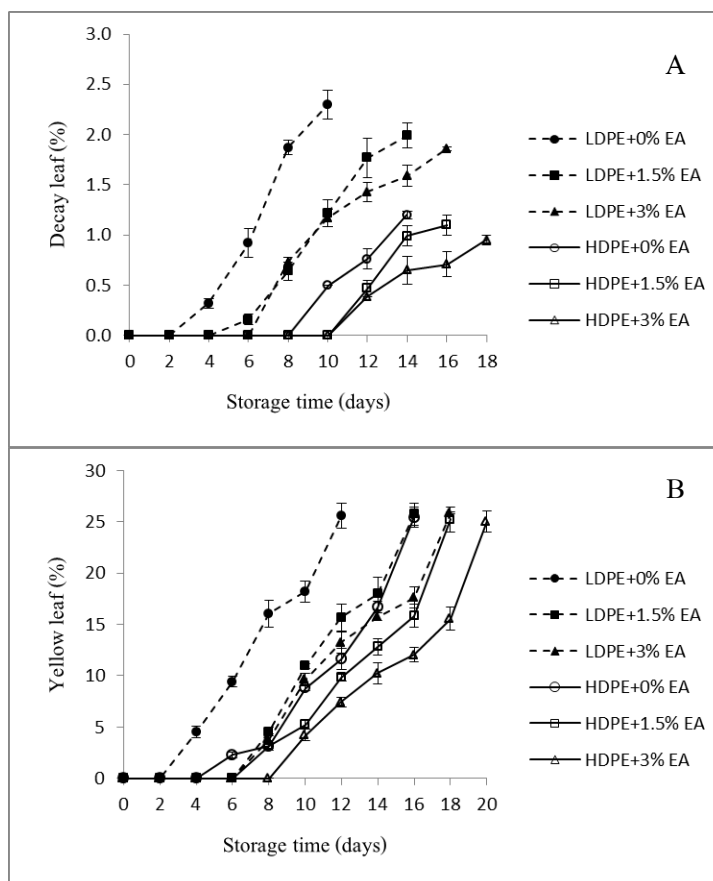 A
3.0
2.5
2.0
1.5
1.0
0.5
0.0
Decay leaf (%)
0 2 4 6 8 10 12 14 16 18
Storage time (days)
LDPE+0% EA
LDPE+1.5% EA
LDPE+3% EA
HDPE+0% EA
HDPE+1.5% EA
HDPE+3% EA
B
30
25
20
15
10
5
0
Yellow leaf (%)
0 2 4 6 8 10 12 14 16 18 20
Storage time (days)
LDPE+0% EA
LDPE+1.5% EA
LDPE+3% EA
HDPE+0% EA
HDPE+1.5% EA
HDPE+3% EA